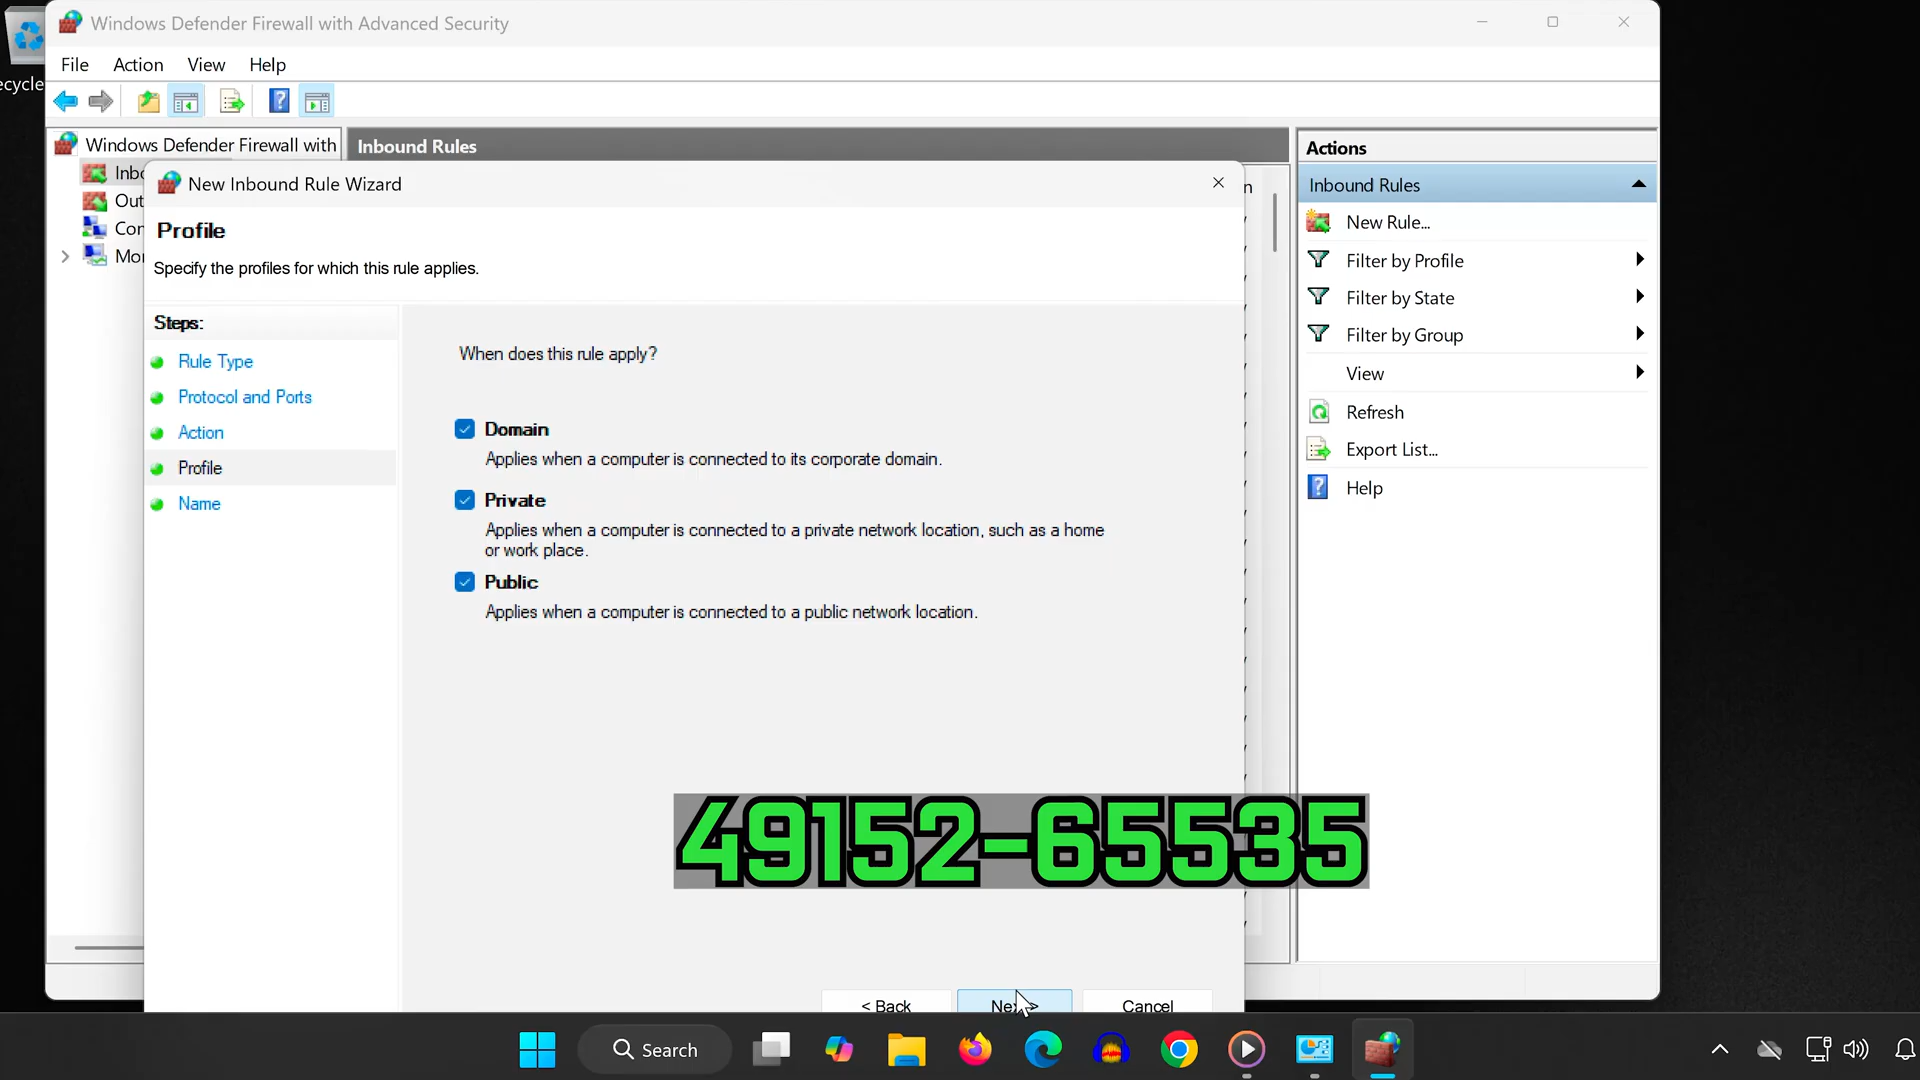 Windows Defender Firewall with Advanced Security
File Action View Help
Windows Defender Firewall with
Inbound Rules
Actions
Inbo
New Inbound Rule Wizard
Inbound Rules
Out
Profile
New Rule...
Con
Mor
Specify the profiles for which this rule applies.
Filter by Profile
Filter by State
Steps:
Filter by Group
When does this rule apply?
Rule Type
View
Protocol and Ports
Refresh
Action
Domain
Applies when a computer is connected to its corporate domain.
Export List...
Profile
Help
Name
Private
Applies when a computer is connected to a private network location, such as a home
or work place.
Public
Applies when a computer is connected to a public network location.
49152-65535
< Back
Cancel
Search